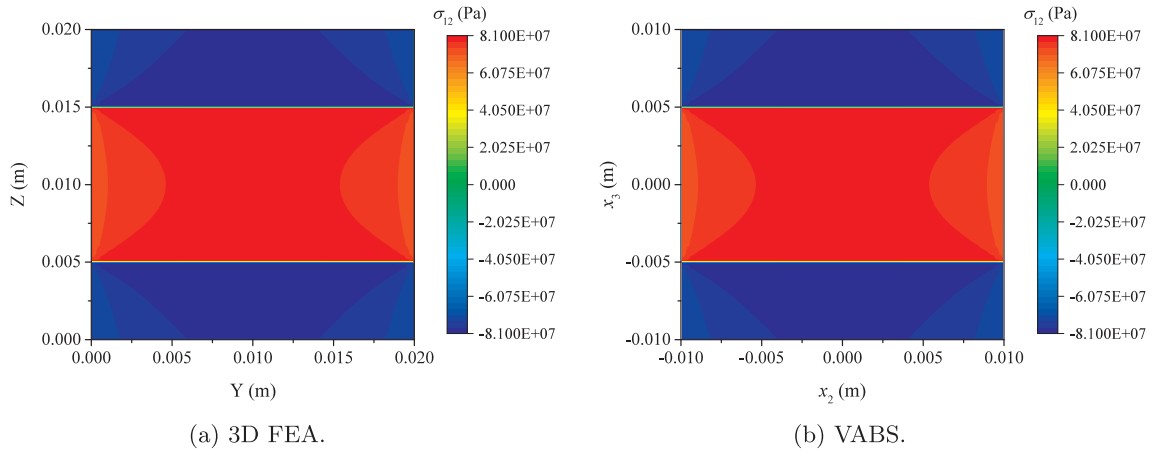 σ12 (Pa)
0.020
0.015
0.010
0.005
0.000
Z (m)
0.000 0.005 0.010 0.015 0.020
Y (m)
8.100E+07
6.075E+07
4.050E+07
2.025E+07
0.000
-2.025E+07
-4.050E+07
-6.075E+07
-8.100E+07
(a) 3D FEA.
σ12 (Pa)
0.010
0.005
0.000
-0.005
-0.010
x3 (m)
-0.010 -0.005 0.000 0.005 0.010
x2 (m)
8.100E+07
6.075E+07
4.050E+07
2.025E+07
0.000
-2.025E+07
-4.050E+07
-6.075E+07
-8.100E+07
(b) VABS.